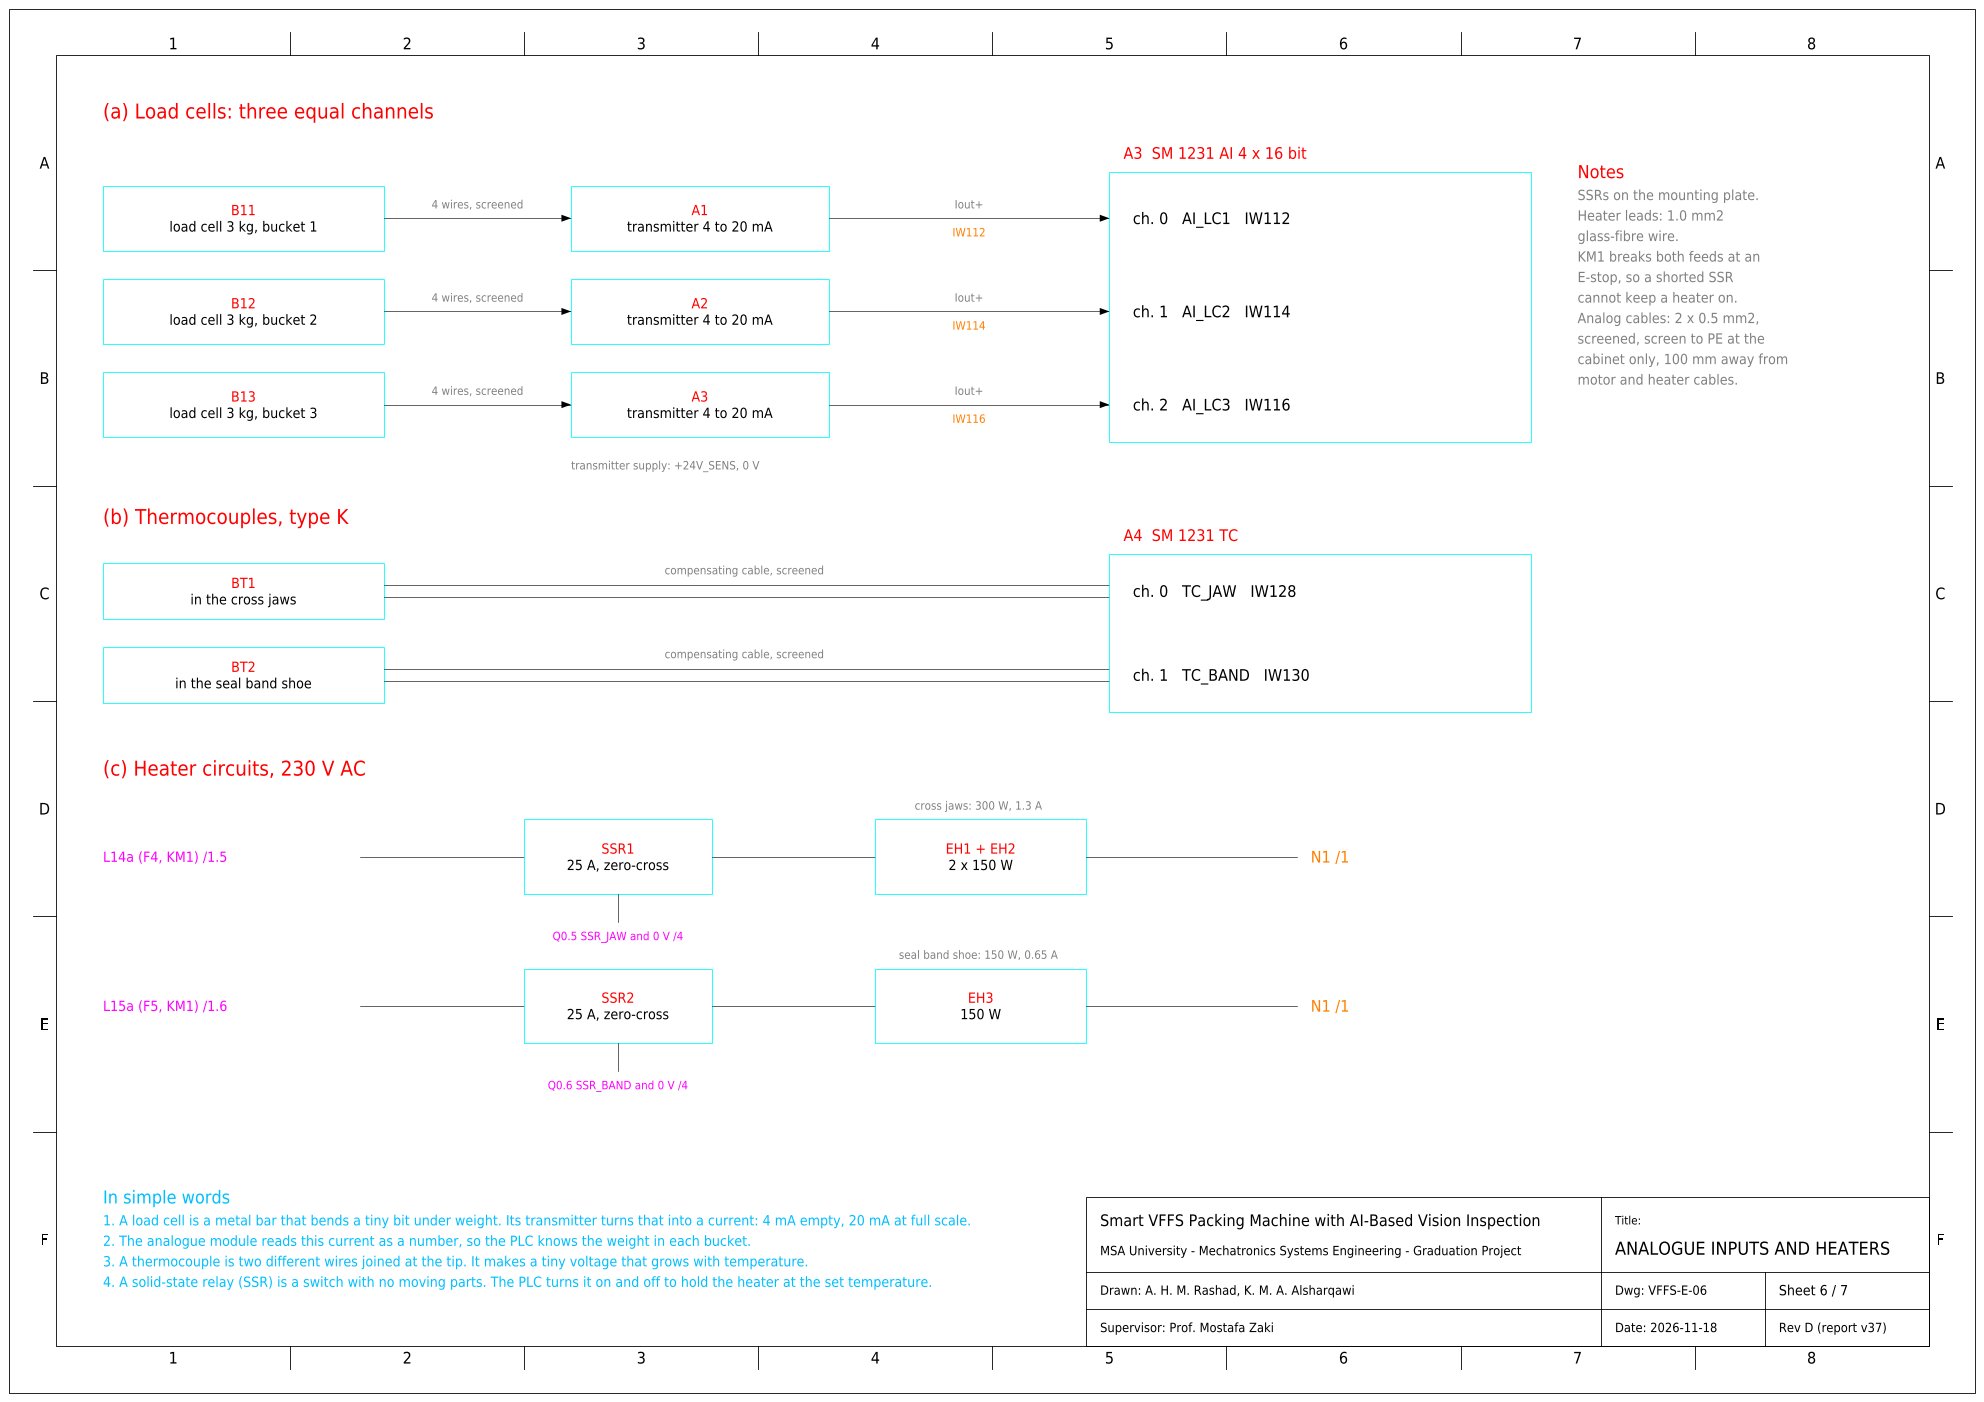 1 2 3 4 5 6 7 8
(a) Load cells: three equal channels
A3 SM 1231 AI 4 x 16 bit
A
A
B11
load cell 3 kg, bucket 1
4 wires, screened
A1
transmitter 4 to 20 mA
Iout+
IW112
ch. 0 AI_LC1 IW112
B12
load cell 3 kg, bucket 2
4 wires, screened
A2
transmitter 4 to 20 mA
Iout+
IW114
ch. 1 AI_LC2 IW114
B
B
B13
load cell 3 kg, bucket 3
4 wires, screened
A3
transmitter 4 to 20 mA
Iout+
IW116
ch. 2 AI_LC3 IW116
transmitter supply: +24V_SENS, 0 V
Notes
SSRs on the mounting plate.
Heater leads: 1.0 mm2
glass-fibre wire.
KM1 breaks both feeds at an
E-stop, so a shorted SSR
cannot keep a heater on.
Analog cables: 2 x 0.5 mm2,
screened, screen to PE at the
cabinet only, 100 mm away from
motor and heater cables.
(b) Thermocouples, type K
A4 SM 1231 TC
C
C
BT1
in the cross jaws
compensating cable, screened
ch. 0 TC_JAW IW128
BT2
in the seal band shoe
compensating cable, screened
ch. 1 TC_BAND IW130
(c) Heater circuits, 230 V AC
D
D
L14a (F4, KM1) /1.5
SSR1
25 A, zero-cross
Q0.5 SSR_JAW and 0 V /4
cross jaws: 300 W, 1.3 A
EH1 + EH2
2 x 150 W
N1 /1
E
E
L15a (F5, KM1) /1.6
SSR2
25 A, zero-cross
Q0.6 SSR_BAND and 0 V /4
seal band shoe: 150 W, 0.65 A
EH3
150 W
N1 /1
F
F
In simple words
1. A load cell is a metal bar that bends a tiny bit under weight. Its transmitter turns that into a current: 4 mA empty, 20 mA at full scale.
2. The analogue module reads this current as a number, so the PLC knows the weight in each bucket.
3. A thermocouple is two different wires joined at the tip. It makes a tiny voltage that grows with temperature.
4. A solid-state relay (SSR) is a switch with no moving parts. The PLC turns it on and off to hold the heater at the set temperature.
Smart VFFS Packing Machine with AI-Based Vision Inspection
MSA University - Mechatronics Systems Engineering - Graduation Project
Title:
ANALOGUE INPUTS AND HEATERS
Drawn: A. H. M. Rashad, K. M. A. Alsharqawi
Dwg: VFFS-E-06
Sheet 6 / 7
Supervisor: Prof. Mostafa Zaki
Date: 2026-11-18
Rev D (report v37)
1 2 3 4 5 6 7 8